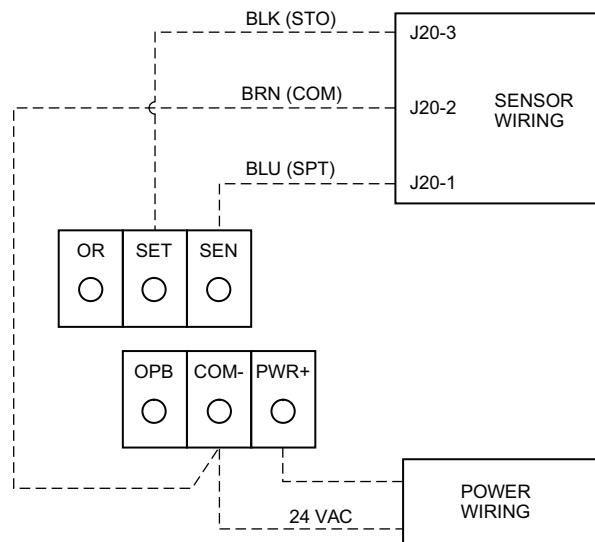 BLK (STO)
J20-3
BRN (COM)
J20-2
SENSOR
WIRING
BLU (SPT)
J20-1
OR
SET
SEN
OPB
COM-
PWR+
24 VAC
POWER
WIRING